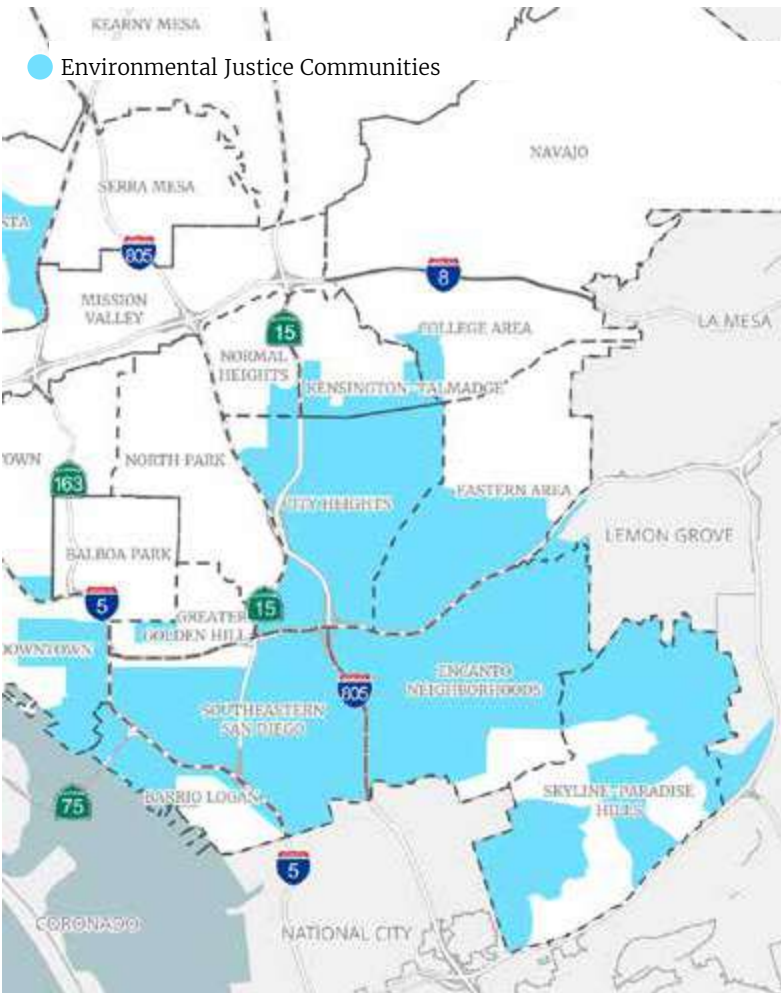 KEARNY MESA
Environmental Justice Communities
NAVAJO
SERRA MESA
STA
805
8
MISSION
VALLEY
15
COLLEGE AREA
LA MESA
NORMAL
HEIGHTS
KENSINGTON-TALMADGE
OWN
NORTH PARK
163
CITY HEIGHTS
EASTERN AREA
LEMON GROVE
BALBOA PARK
5
15
GREATER
GOLDEN HILL
DOWNTOWN
ENCANTO
NEIGHBORHOODS
805
SOUTHEASTERN
SAN DIEGO
75
BARRIO LOGAN
SKYLINE-PARADISE
HILLS
5
CORONADO
NATIONAL CITY